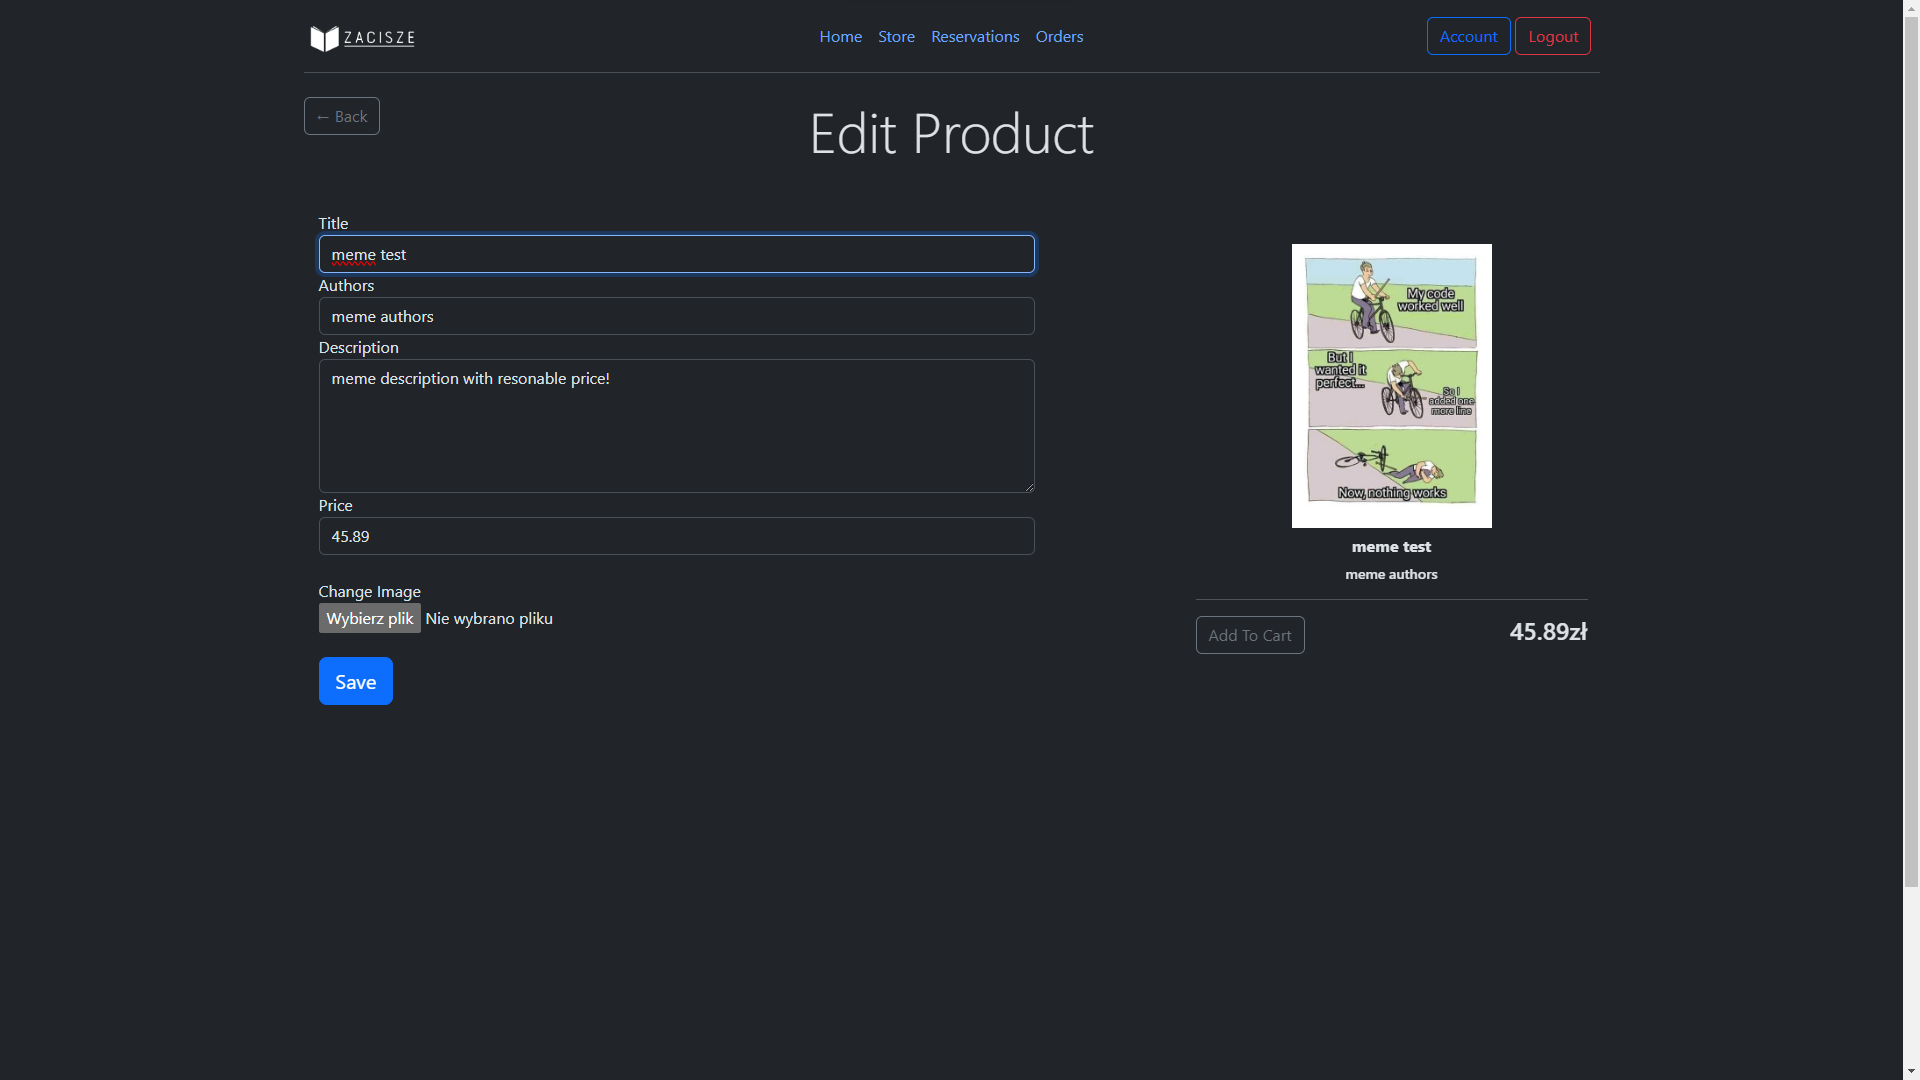 ZACISZE
Home Store Reservations Orders
Account Logout
← Back
Edit Product
Title
meme test
Authors
meme authors
Description
meme description with resonable price!
Price
45.89
Change Image
Wybierz plik Nie wybrano pliku
Save
My code
worked well
But I
wanted it
perfect...
So I
added one
more line
Now, nothing works
meme test
meme authors
Add To Cart
45.89zł